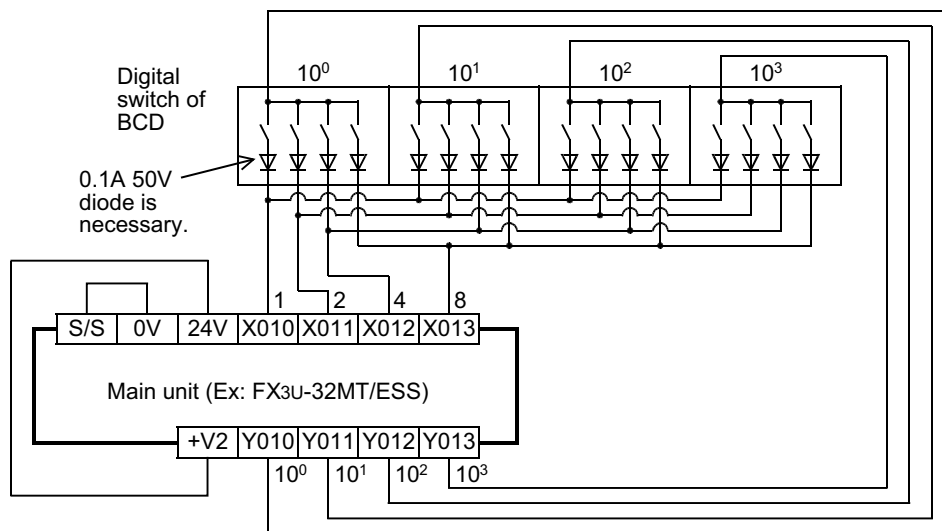 10⁰ 10¹ 10² 10³
Digital
switch of
BCD
0.1A 50V
diode is
necessary.
1 2 4 8
S/S 0V 24V X010 X011 X012 X013
Main unit (Ex: FX3U-32MT/ESS)
+V2 Y010 Y011 Y012 Y013
10⁰ 10¹ 10² 10³